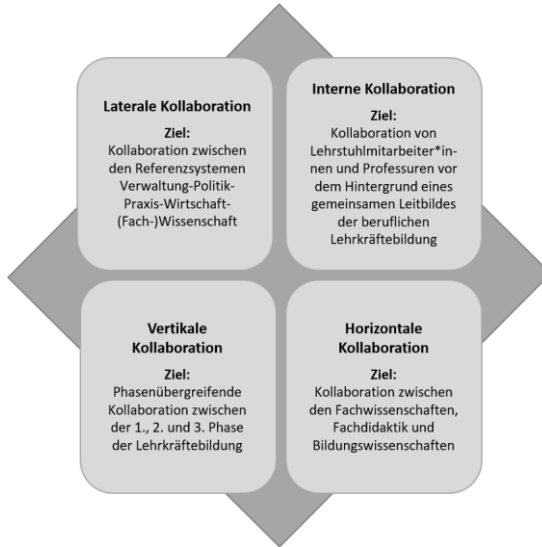 Laterale Kollaboration
Ziel:
Kollaboration zwischen
den Referenzsystemen
Verwaltung-Politik-
Praxis-Wirtschaft-
(Fach-)Wissenschaft
Interne Kollaboration
Ziel:
Kollaboration von
Lehrstuhlmitarbeiter*in-
nen und Professuren vor
dem Hintergrund eines
gemeinsamen Leitbildes
der beruflichen
Lehrkräftebildung
Vertikale
Kollaboration
Ziel:
Phasenübergreifende
Kollaboration zwischen
der 1., 2. und 3. Phase
der Lehrkräftebildung
Horizontale
Kollaboration
Ziel:
Kollaboration zwischen
den Fachwissenschaften,
Fachdidaktik und
Bildungswissenschaften